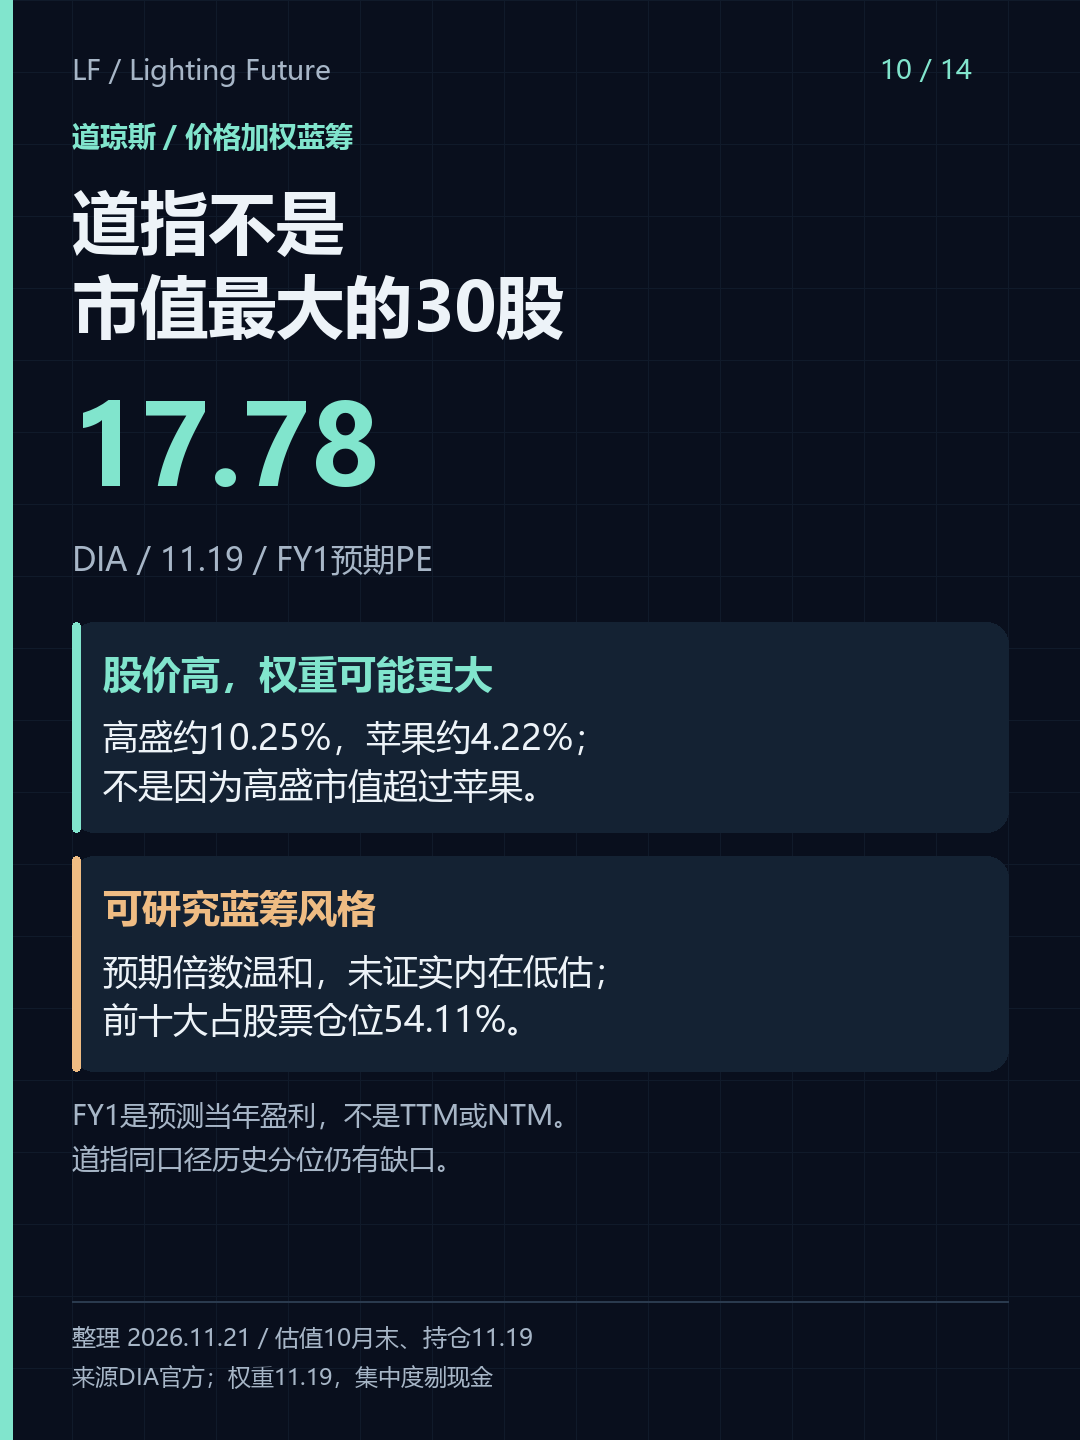 LF / Lighting Future
10 / 14
道琼斯 / 价格加权蓝筹
道指不是
市值最大的30股
17.78
DIA / 11.19 / FY1预期PE
股价高，权重可能更大
高盛约10.25%，苹果约4.22%；
不是因为高盛市值超过苹果。
可研究蓝筹风格
预期倍数温和，未证实内在低估；
前十大占股票仓位54.11%。
FY1是预测当年盈利，不是TTM或NTM。
道指同口径历史分位仍有缺口。
整理 2026.11.21 / 估值10月末、持仓11.19
来源DIA官方；权重11.19，集中度剔现金